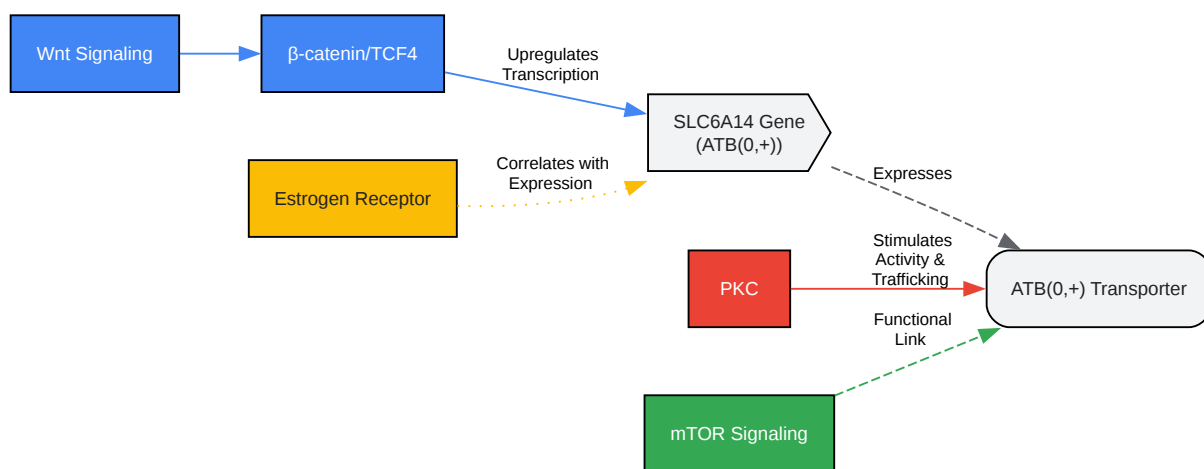 Wnt Signaling
β-catenin/TCF4
Upregulates
Transcription
SLC6A14 Gene
(ATB(0,+))
Estrogen Receptor
Correlates with
Expression
Expresses
PKC
Stimulates
Activity &
Trafficking
ATB(0,+) Transporter
Functional
Link
mTOR Signaling